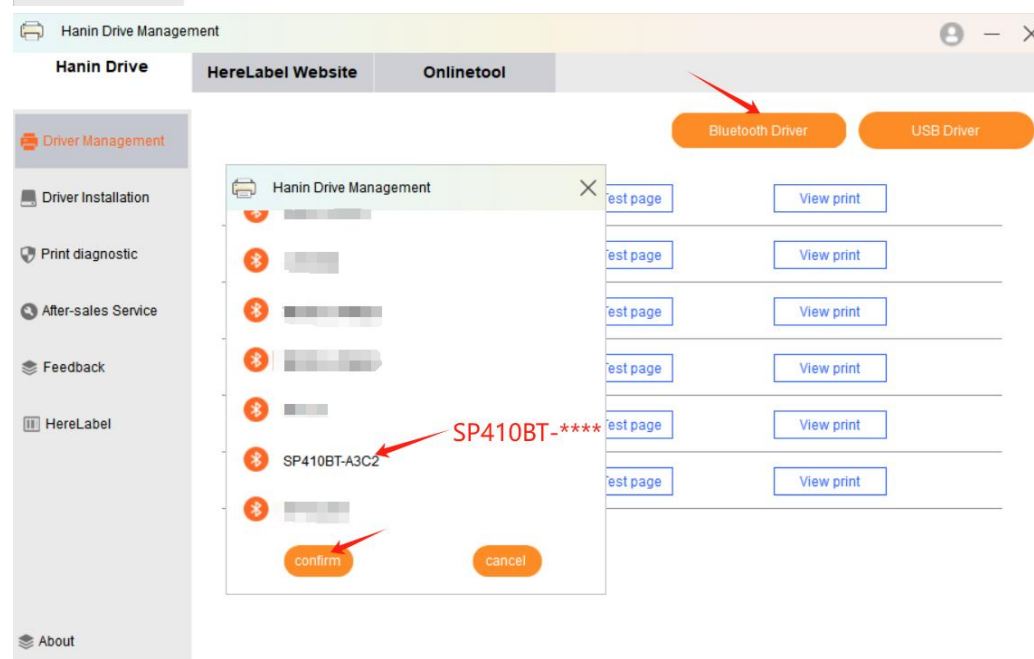 Hanin Drive Management
Hanin Drive
HereLabel Website
Onlinetool
Bluetooth Driver
USB Driver
Driver Management
Driver Installation
Print diagnostic
After-sales Service
Feedback
HereLabel
About
Hanin Drive Management
SP410BT-A3C2
SP410BT-****
confirm
cancel
Test page
View print
Test page
View print
Test page
View print
Test page
View print
Test page
View print
Test page
View print